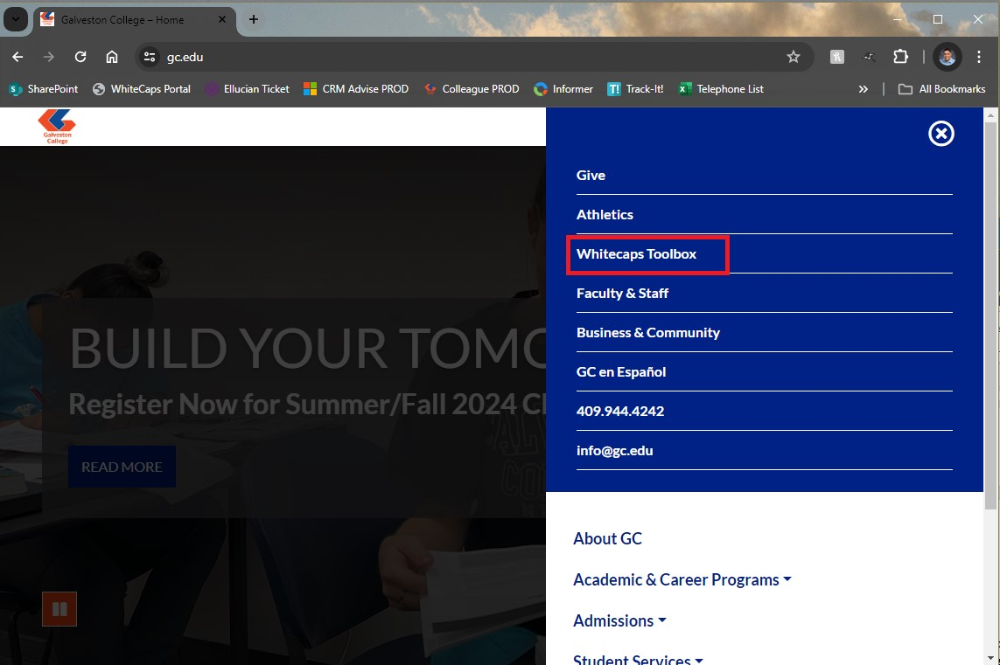 Galveston College – Home
gc.edu
SharePoint
WhiteCaps Portal
Ellucian Ticket
CRM Advise PROD
Colleague PROD
Informer
Track-It!
Telephone List
All Bookmarks
Galveston
College
Give
Athletics
Whitecaps Toolbox
Faculty & Staff
Business & Community
GC en Español
409.944.4242
info@gc.edu
BUILD YOUR TOMO
Register Now for Summer/Fall 2024 Cl
READ MORE
About GC
Academic & Career Programs
Admissions
Student Services